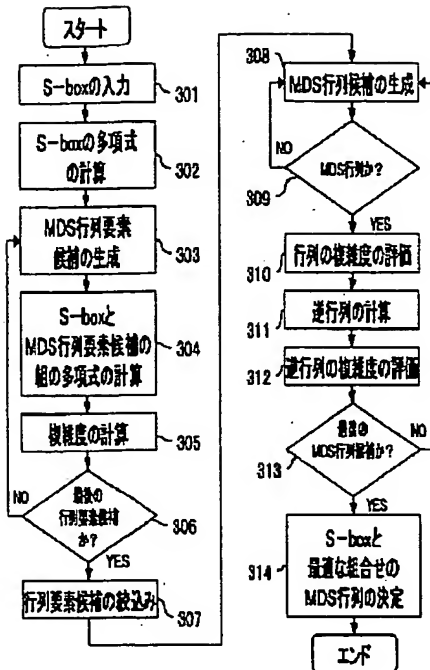 スタート
S-boxの入力
301
S-boxの多項式
の計算
302
MDS行列要素
候補の生成
303
S-boxと
MDS行列要素候補の
組の多項式の計算
304
複雑度の計算
305
NO
最後の
行列要素候補
か?
306
YES
行列要素候補の絞込み
307
308
MDS行列候補の生成
NO
MDS行列か?
309
YES
310
行列の複雑度の評価
311
逆行列の計算
312
逆行列の複雑度の評価
最後の
MDS行列候補か?
NO
313
YES
S-boxと
最適な組合せの
MDS行列の決定
314
エンド